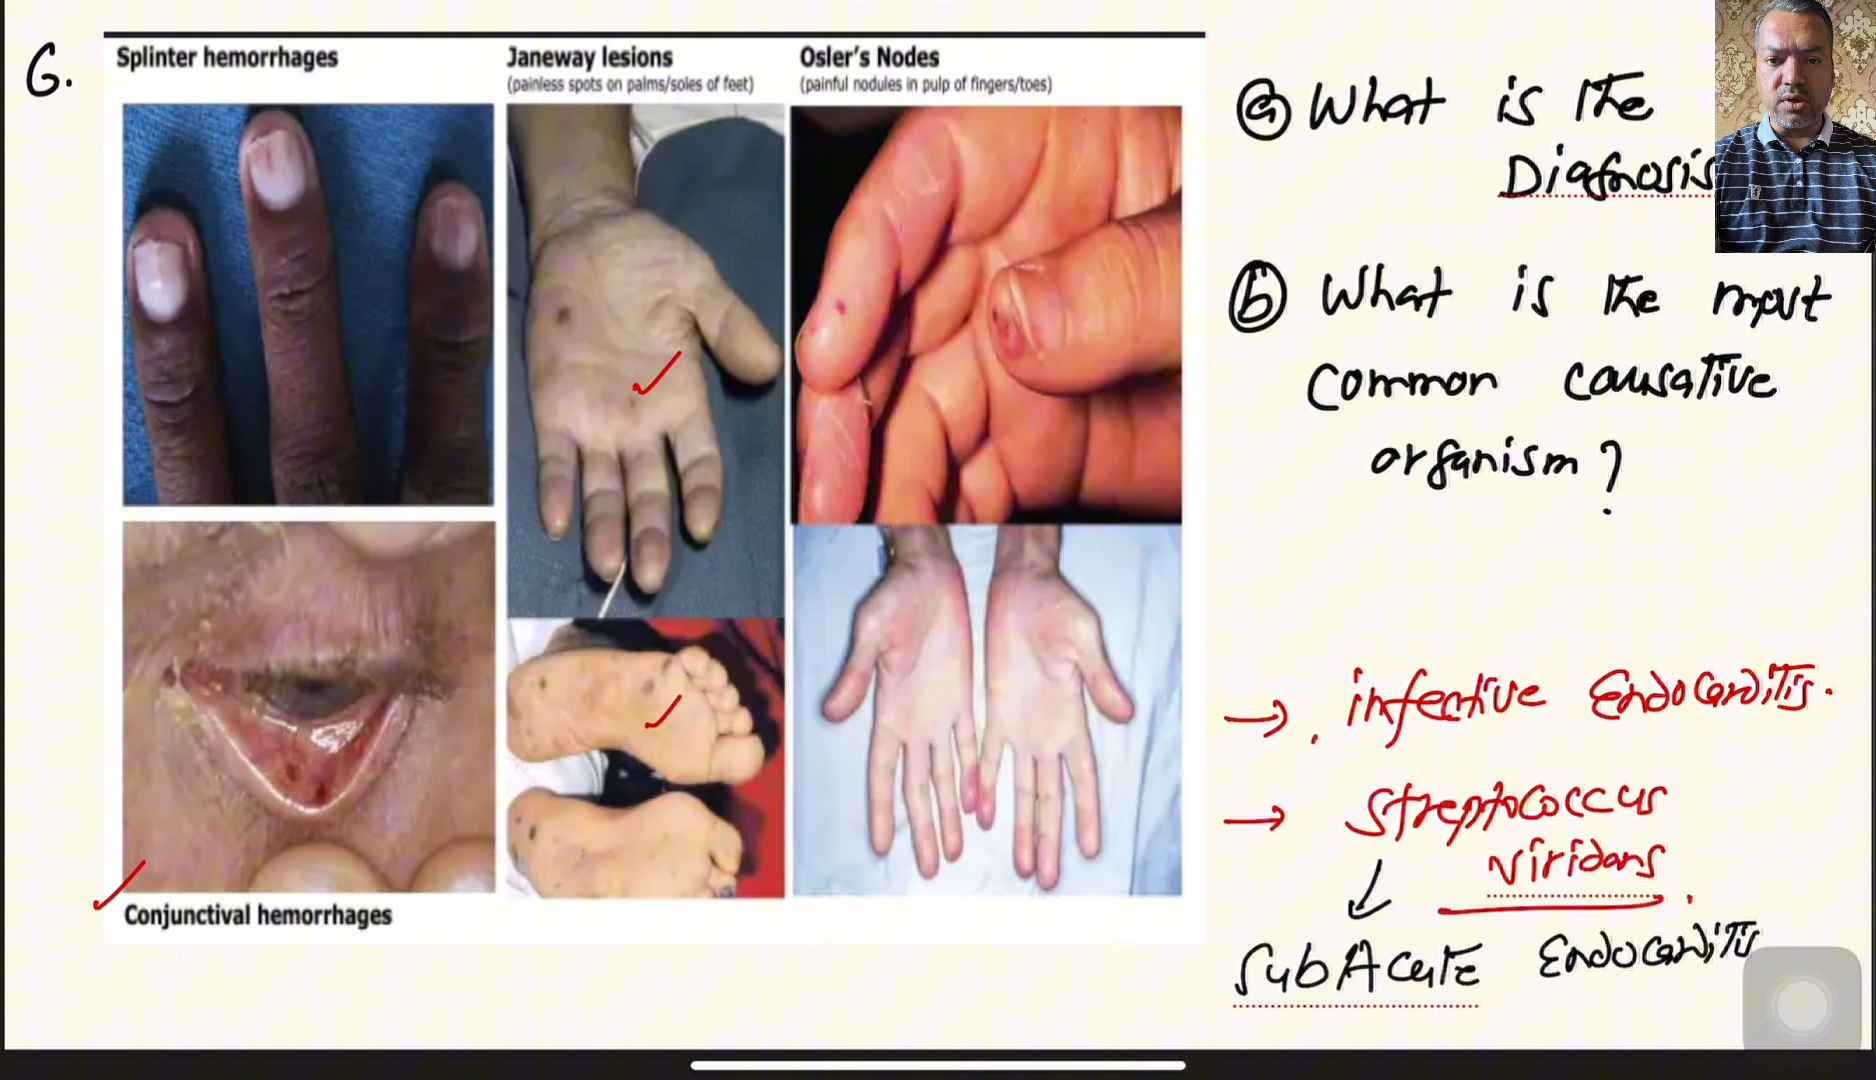 6.
Splinter hemorrhages
Janeway lesions
(painless spots on palms/soles of feet)
Osler's Nodes
(painful nodules in pulp of fingers/toes)
Conjunctival hemorrhages
ⓐ What is the
Diagnosis
ⓑ What is the most
common causative
organism?
→ infective Endocarditis.
→ Streptococcus
viridans.
↓
SubAcute Endocarditis